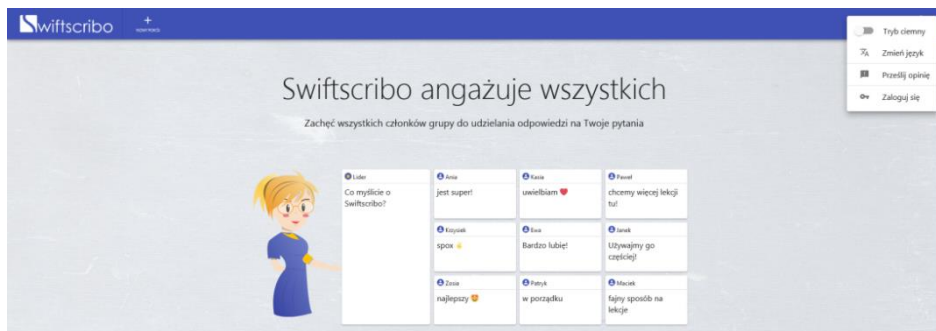 Swiftscribo
Tryb ciemny
Zmień język
Prześlij opinię
Zaloguj się
Swiftscribo angażuje wszystkich
Zachęć wszystkich członków grupy do udzielania odpowiedzi na Twoje pytania
Lider
Co myślicie o
Swiftscribo?
Ania
jest super!
Kasia
uwielbiam ❤️
Paweł
chcemy więcej lekcji
tu!
Krzysiek
spox
Ewa
Bardzo lubię!
Janek
Używajmy go
częściej!
Zosia
najlepszy 😍
Patryk
w porządku
Maciek
fajny sposób na
lekcje